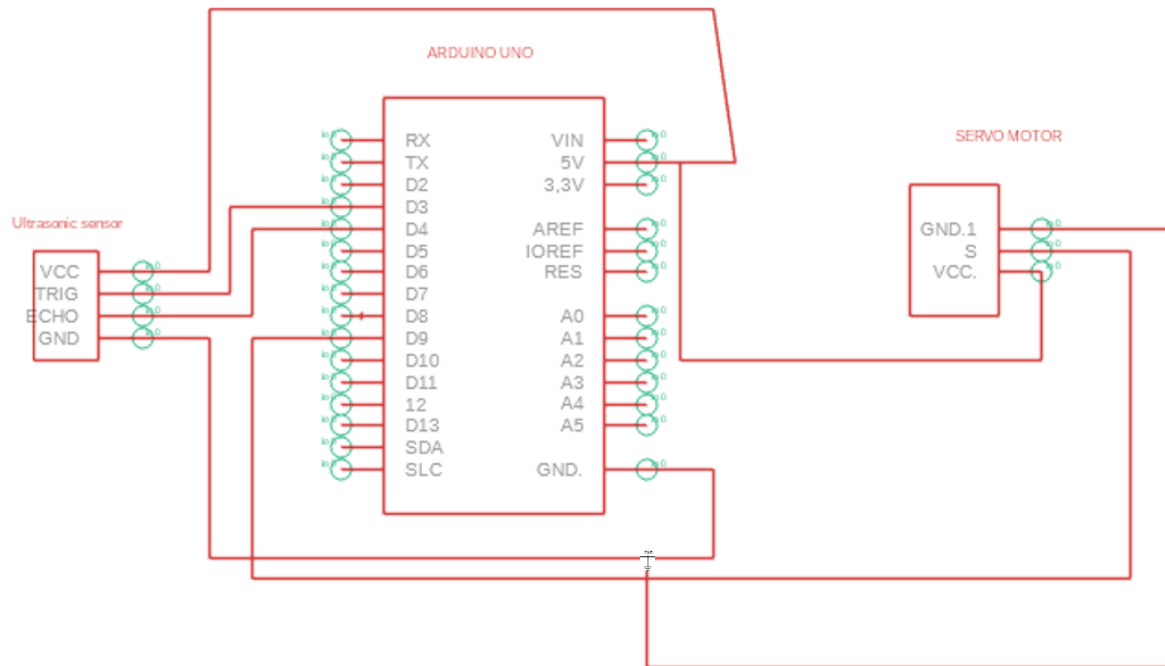 ARDUINO UNO
SERVO MOTOR
Ultrasonic sensor
VCC
TRIG
ECHO
GND
RX
TX
D2
D3
D4
D5
D6
D7
D8
D9
D10
D11
12
D13
SDA
SLC
VIN
5V
3,3V
AREF
IOREF
RES
A0
A1
A2
A3
A4
A5
GND.
GND.1
S
VCC.